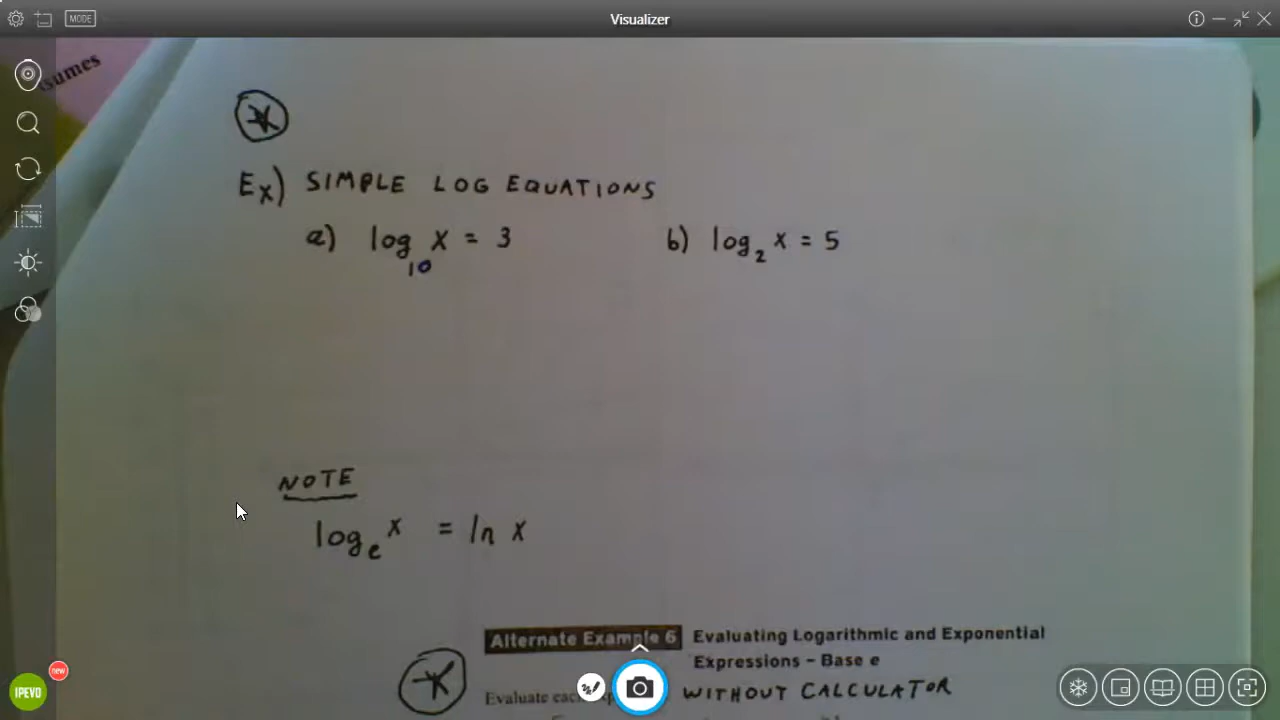 MODE
Visualizer
sumes
Ex) SIMPLE LOG EQUATIONS
a) log₁₀ x = 3
b) log₂ x = 5
NOTE
logₑ x = ln x
new
IPEVO
Alternate Example 6 Evaluating Logarithmic and Exponential
Expressions – Base e
Evaluate WITHOUT CALCULATOR